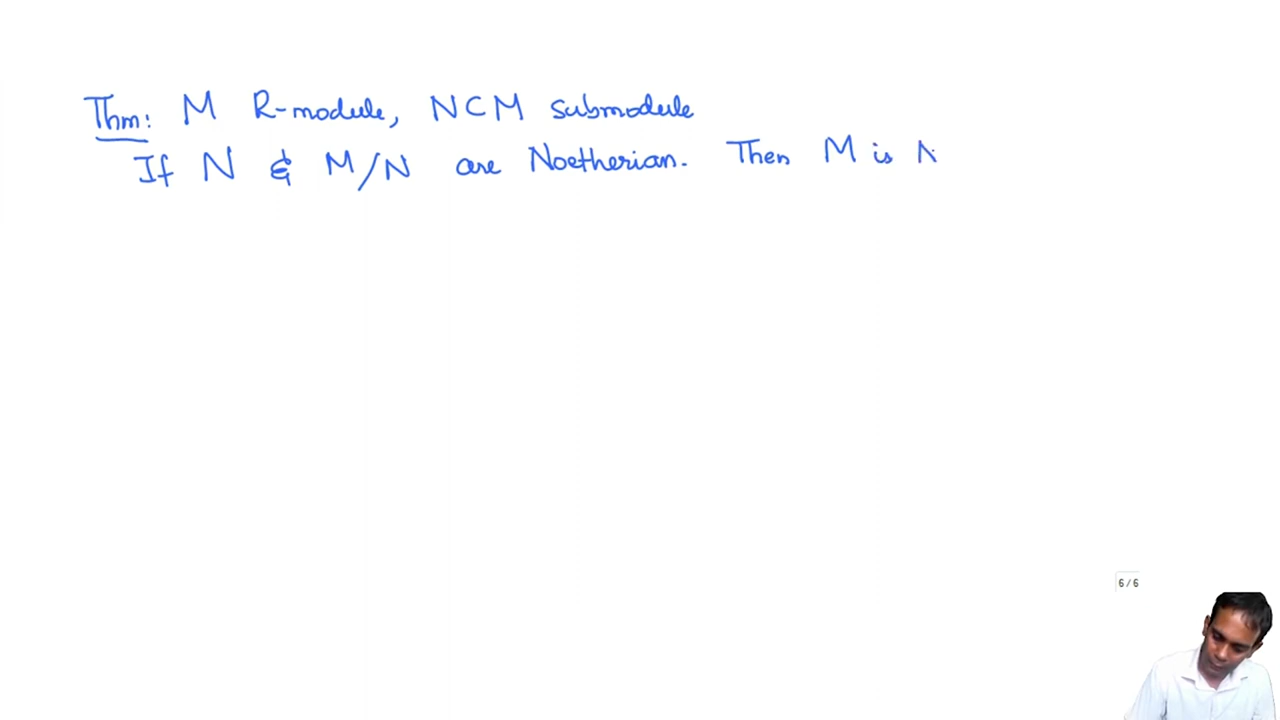 Thm: M R-module, N⊂M submodule
If N & M/N are Noetherian. Then M is N
6 / 6